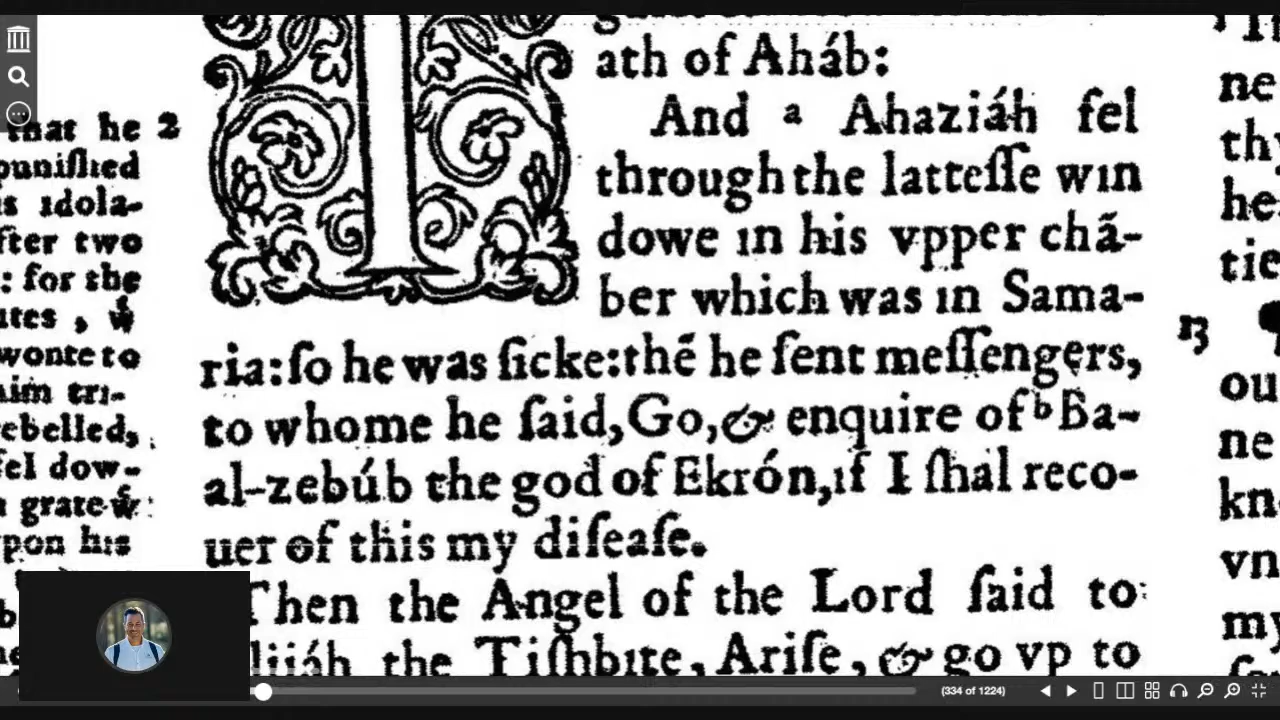 ath of Aháb:
And a Ahaziáh fel
through the lattesse win
dowe in his vpper chã-
ber which was in Sama-
ria: ſo he was ſicke: thẽ he ſent meſſengers,
to whome he ſaid, Go, & enquire of b Ba-
al-zebúb the god of Ekrón, if I ſhal reco-
uer of this my diſeaſe.
Then the Angel of the Lord ſaid to
the Tiſhbite, Ariſe, & go vp to
that he 2
puniſhed
idola-
fter two
: for the
wonte to
ebelled,
fel dow-
grate
vpon his
13
ne
thy
he
tie
ou
ne
kn
vn
my
(334 of 1224)